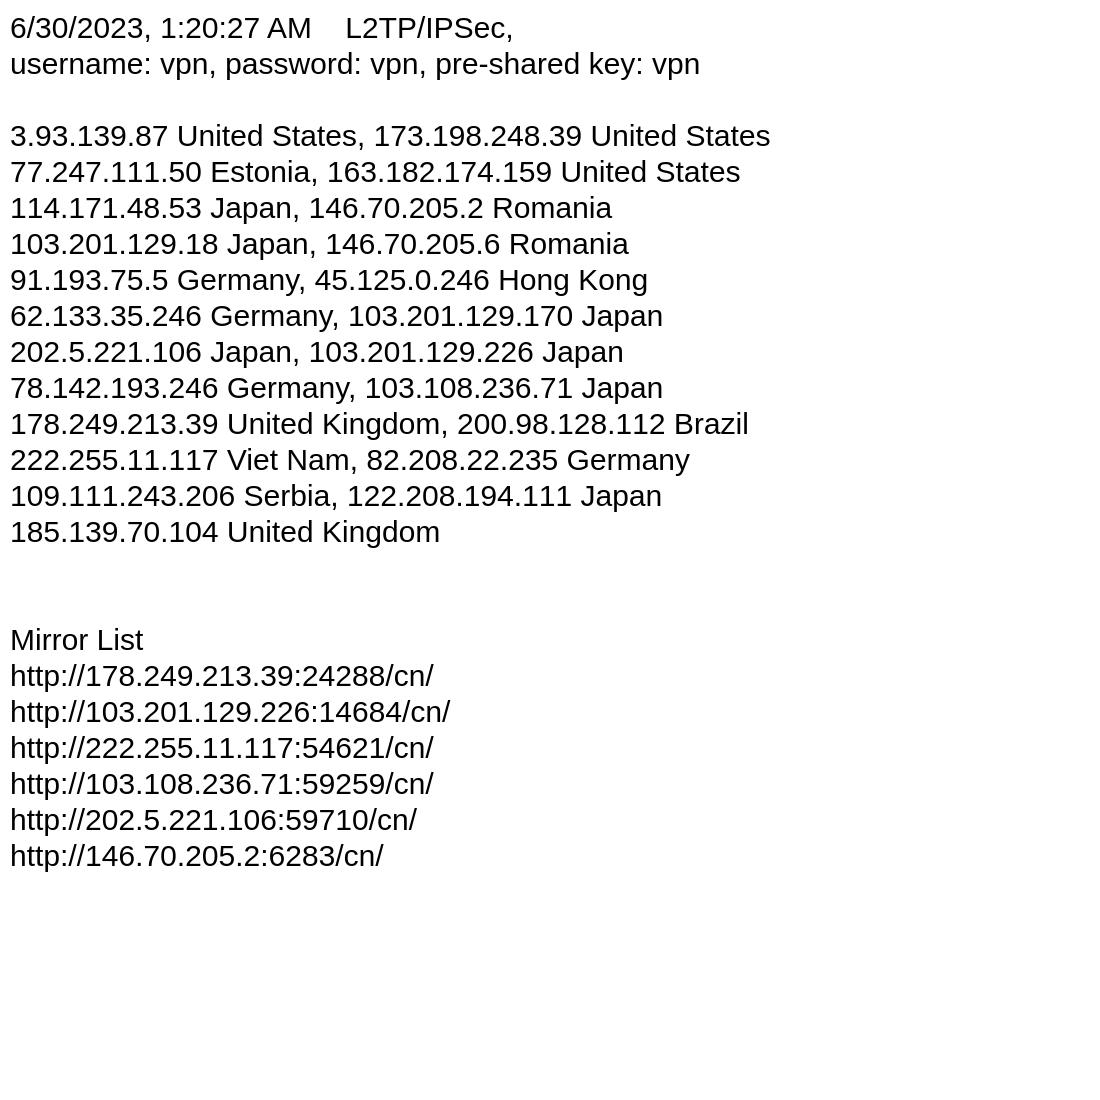 6/30/2023, 1:20:27 AM    L2TP/IPSec,
username: vpn, password: vpn, pre-shared key: vpn
3.93.139.87 United States, 173.198.248.39 United States
77.247.111.50 Estonia, 163.182.174.159 United States
114.171.48.53 Japan, 146.70.205.2 Romania
103.201.129.18 Japan, 146.70.205.6 Romania
91.193.75.5 Germany, 45.125.0.246 Hong Kong
62.133.35.246 Germany, 103.201.129.170 Japan
202.5.221.106 Japan, 103.201.129.226 Japan
78.142.193.246 Germany, 103.108.236.71 Japan
178.249.213.39 United Kingdom, 200.98.128.112 Brazil
222.255.11.117 Viet Nam, 82.208.22.235 Germany
109.111.243.206 Serbia, 122.208.194.111 Japan
185.139.70.104 United Kingdom
Mirror List
http://178.249.213.39:24288/cn/
http://103.201.129.226:14684/cn/
http://222.255.11.117:54621/cn/
http://103.108.236.71:59259/cn/
http://202.5.221.106:59710/cn/
http://146.70.205.2:6283/cn/